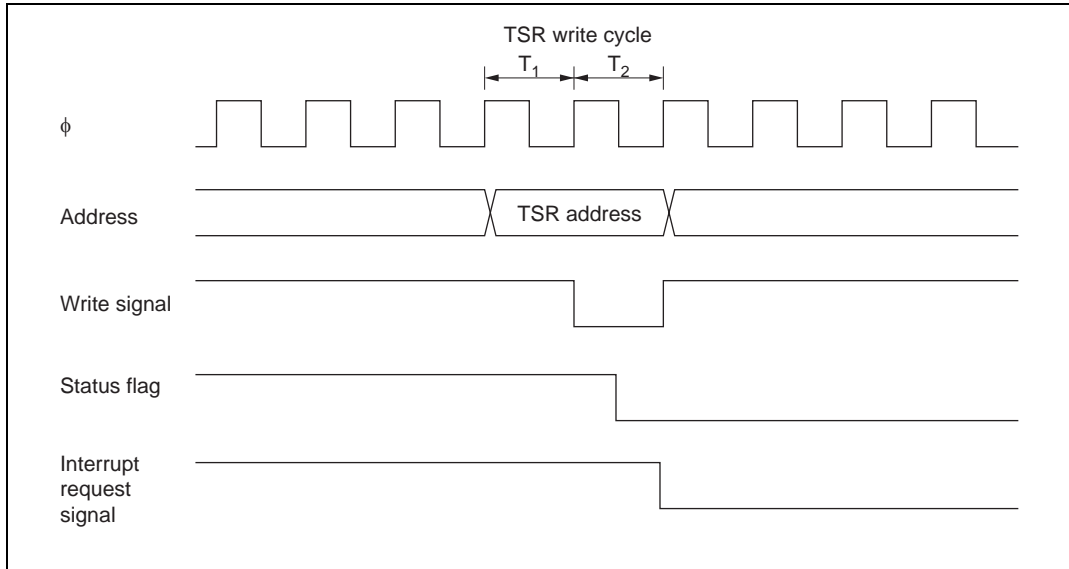 TSR write cycle
T1 T2
ϕ
Address
TSR address
Write signal
Status flag
Interrupt
request
signal